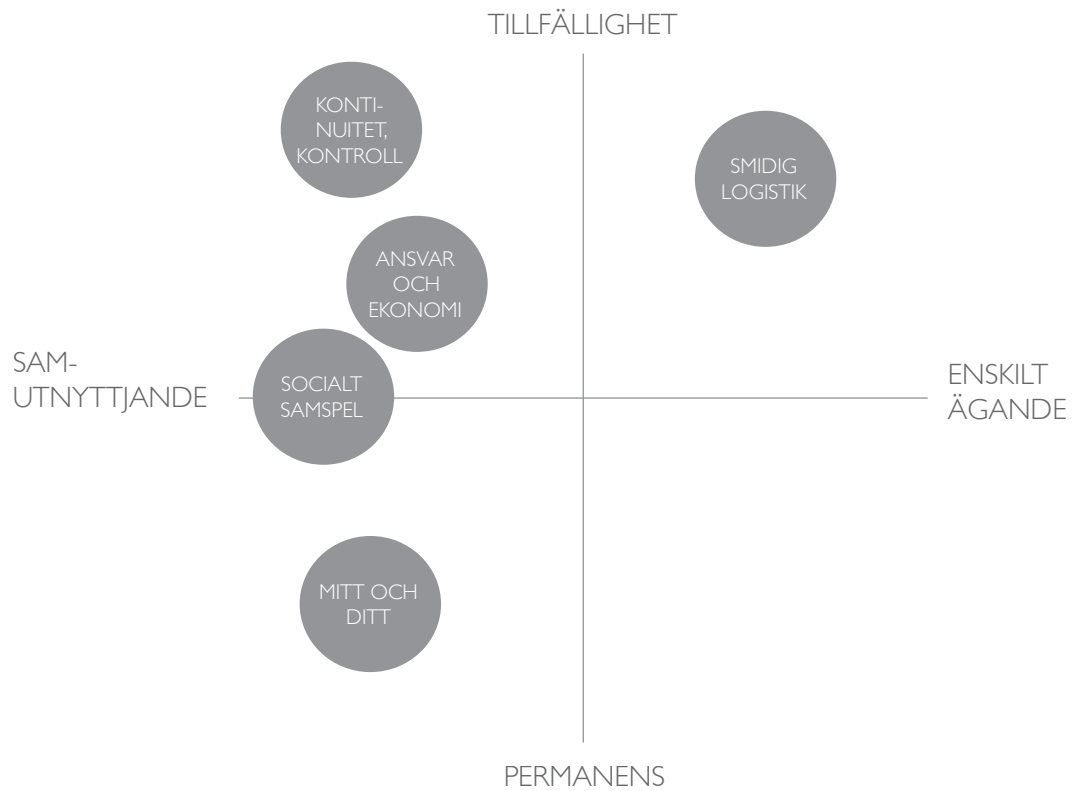 TILLFÄLLIGHET
KONTI-
NUITET,
KONTROLL
SMIDIG
LOGISTIK
ANSVAR
OCH
EKONOMI
SAM-
UTNYTTJANDE
SOCIALT
SAMSPEL
ENSKILT
ÄGANDE
MITT OCH
DITT
PERMANENS